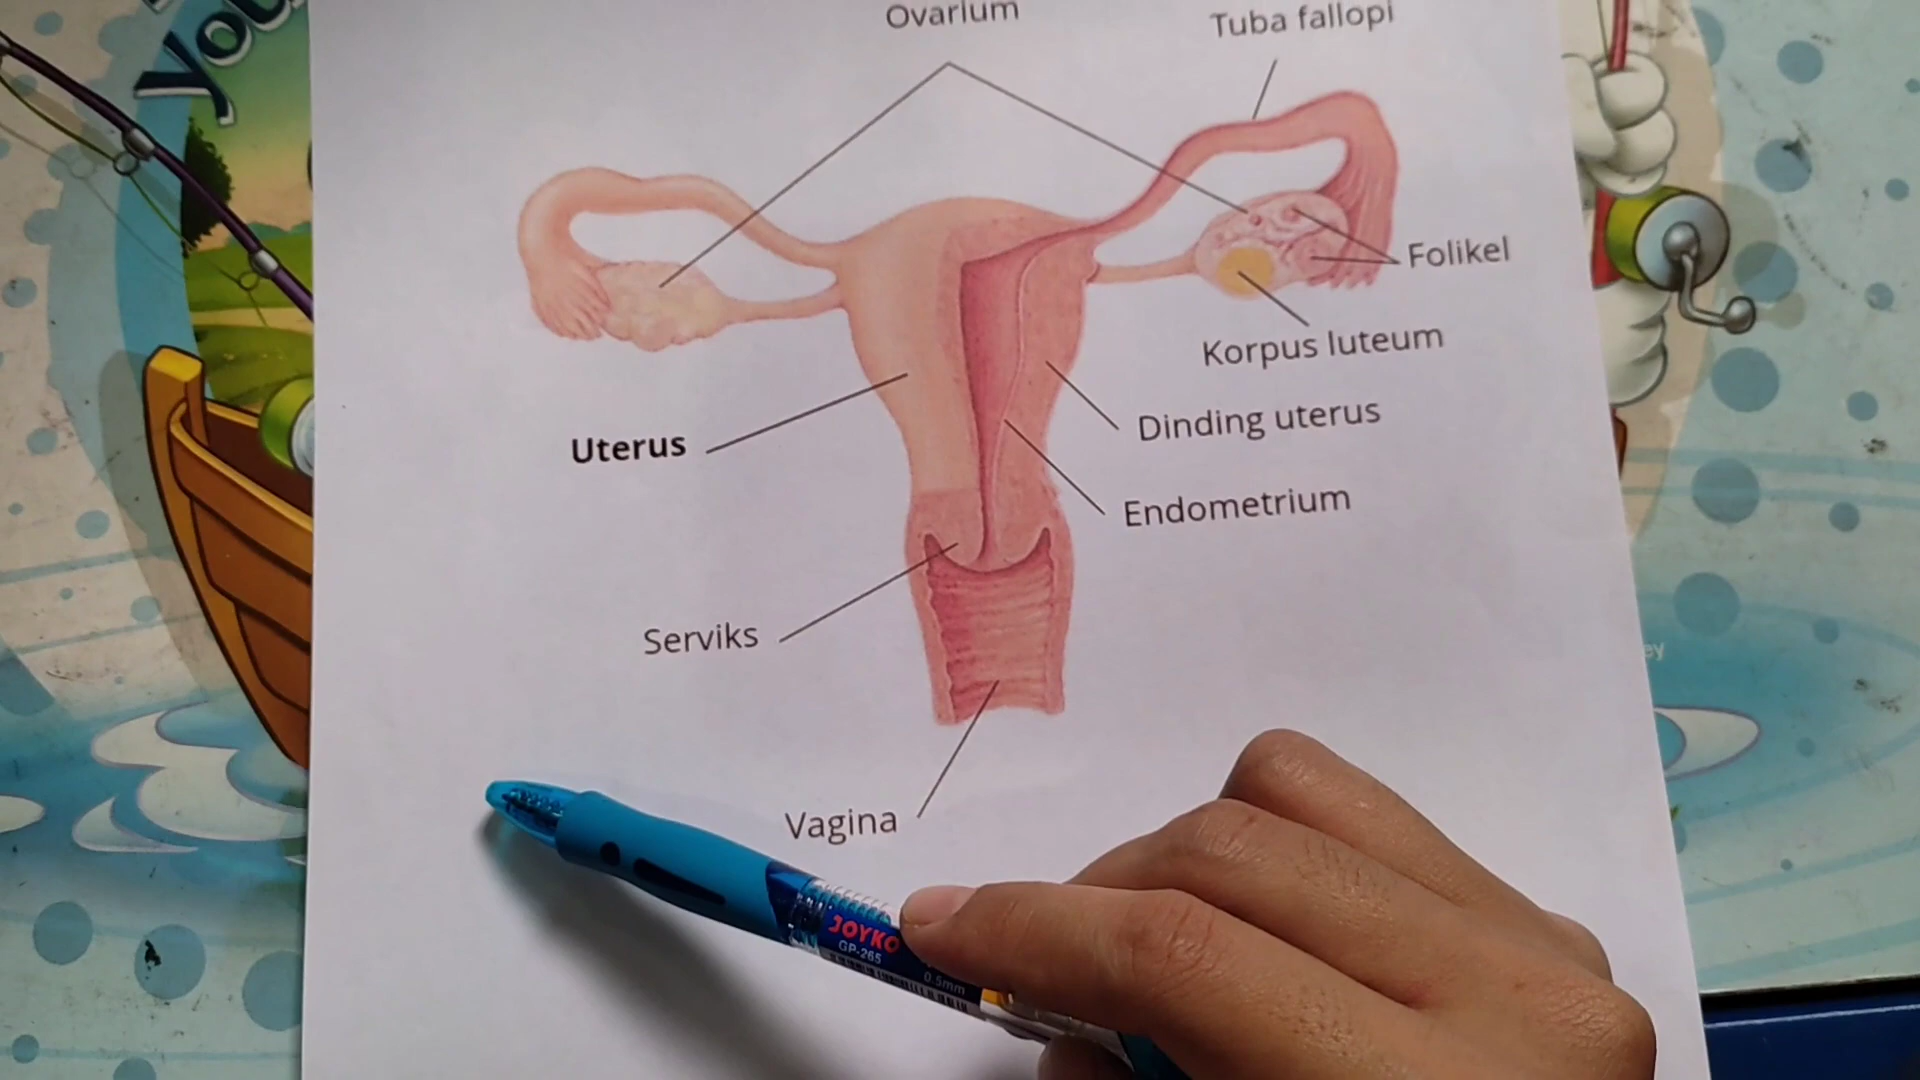 Ovarium
Tuba fallopi
Folikel
Korpus luteum
Dinding uterus
Uterus
Endometrium
Serviks
Vagina
JOYKO
GP-265
0.5mm